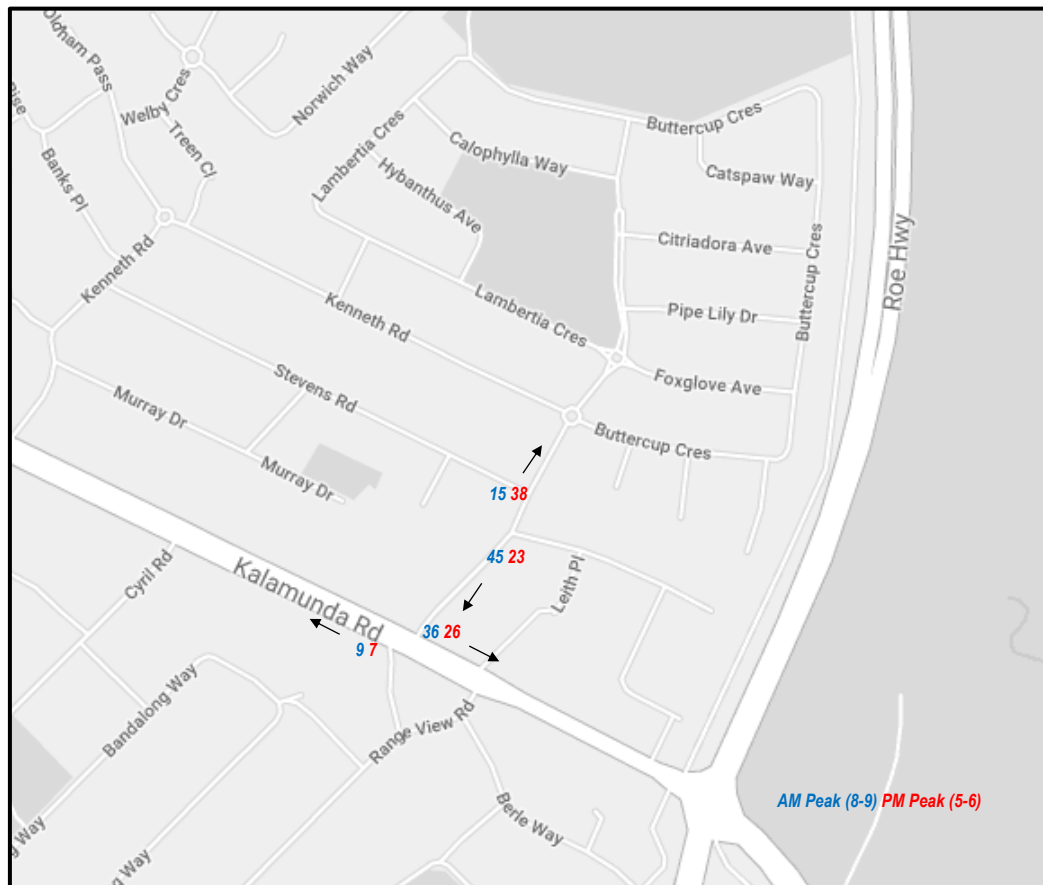 Oldham Pass
Norwich Way
Welby Cres
Treen Cl
Rise
Banks Pl
Lambertia Cres
Calophylla Way
Hybanthus Ave
Buttercup Cres
Catspaw Way
Citriadora Ave
Buttercup Cres
Roe Hwy
Kenneth Rd
Kenneth Rd
Lambertia Cres
Pipe Lily Dr
Stevens Rd
Foxglove Ave
Murray Dr
Murray Dr
Buttercup Cres
15 38
45 23
Leith Pl
Cyril Rd
Kalamunda Rd
36 26
9 7
Bandalong Way
Range View Rd
Berle Way
AM Peak (8-9) PM Peak (5-6)
Way
ng Way